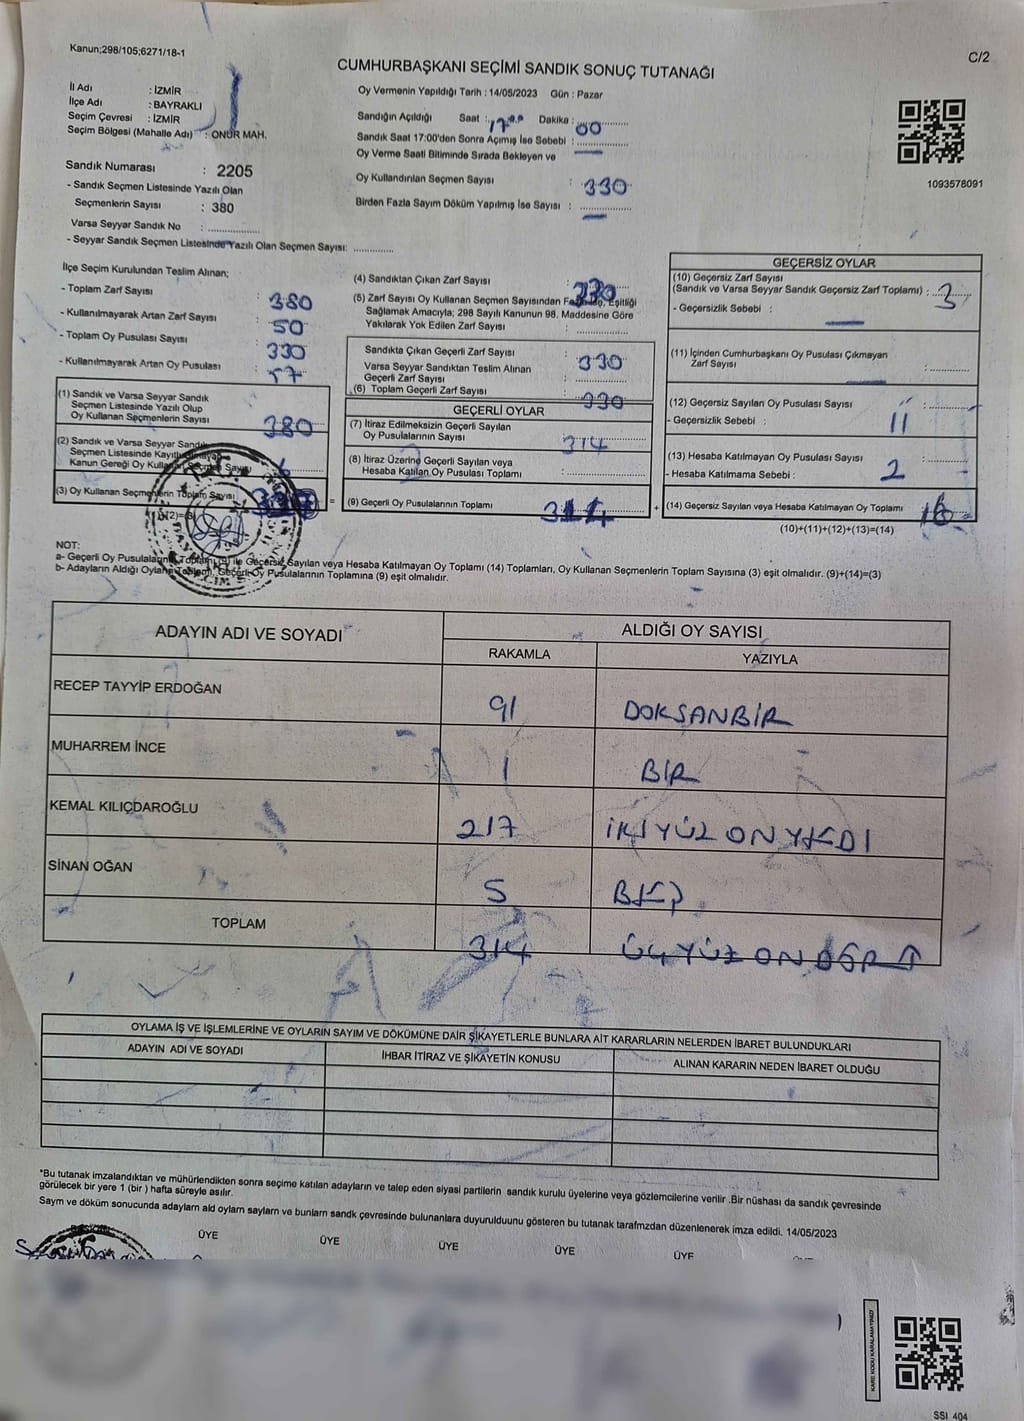 Kanun;298/105;6271/18-1
C/2
CUMHURBAŞKANI SEÇİMİ SANDIK SONUÇ TUTANAĞI
İl Adı : İZMİR
İlçe Adı : BAYRAKLI
Seçim Çevresi : İZMİR
Seçim Bölgesi (Mahalle Adı) : ONUR MAH.
Sandık Numarası : 2205
- Sandık Seçmen Listesinde Yazılı Olan
Seçmenlerin Sayısı : 380
Varsa Seyyar Sandık No : ..............
- Seyyar Sandık Seçmen Listesinde Yazılı Olan Seçmen Sayısı: ............
Oy Vermenin Yapıldığı Tarih : 14/05/2023 Gün : Pazar
Sandığın Açıldığı Saat : 17 Dakika : 00
Sandık Saat 17:00'den Sonra Açımış İse Sebebi :
Oy Verme Saati Bitiminde Sırada Bekleyen ve
Oy Kullandırılan Seçmen Sayısı : 330
Birden Fazla Sayım Döküm Yapılmış İse Sayısı :
1093578091
İlçe Seçim Kurulundan Teslim Alınan;
- Toplam Zarf Sayısı : 380
- Kullanılmayarak Artan Zarf Sayısı : 50
- Toplam Oy Pusulası Sayısı : 330
- Kullanılmayarak Artan Oy Pusulası : 57
(1) Sandık ve Varsa Seyyar Sandık
Seçmen Listesinde Yazılı Olup
Oy Kullanan Seçmenlerin Sayısı : 380
(2) Sandık ve Varsa Seyyar Sandık
Seçmen Listesinde Kayıtlı Olmayan
Kanun Gereği Oy Kullanan Seçmen Sayısı
(3) Oy Kullanan Seçmenlerin Toplam Sayısı
(1)+(2)=(3)
(4) Sandıktan Çıkan Zarf Sayısı : 330
(5) Zarf Sayısı Oy Kullanan Seçmen Sayısından Fazla İse, Eşitliği
Sağlamak Amacıyla; 298 Sayılı Kanunun 98. Maddesine Göre
Yakılarak Yok Edilen Zarf Sayısı :
Sandıkta Çıkan Geçerli Zarf Sayısı : 330
Varsa Seyyar Sandıktan Teslim Alınan
Geçerli Zarf Sayısı :
(6) Toplam Geçerli Zarf Sayısı : 330
GEÇERLİ OYLAR
(7) İtiraz Edilmeksizin Geçerli Sayılan
Oy Pusulalarının Sayısı : 314
(8) İtiraz Üzerine Geçerli Sayılan veya
Hesaba Katılan Oy Pusulası Toplamı :
(9) Geçerli Oy Pusulalarının Toplamı 314
GEÇERSİZ OYLAR
(10) Geçersiz Zarf Sayısı
(Sandık ve Varsa Seyyar Sandık Geçersiz Zarf Toplamı) : 3
- Geçersizlik Sebebi :
(11) İçinden Cumhurbaşkanı Oy Pusulası Çıkmayan
Zarf Sayısı :
(12) Geçersiz Sayılan Oy Pusulası Sayısı : 11
- Geçersizlik Sebebi :
(13) Hesaba Katılmayan Oy Pusulası Sayısı : 2
- Hesaba Katılmama Sebebi :
(14) Geçersiz Sayılan veya Hesaba Katılmayan Oy Toplamı 16
(10)+(11)+(12)+(13)=(14)
NOT:
a- Geçerli Oy Pusulalarının Toplamı (9) ile Geçersiz Sayılan veya Hesaba Katılmayan Oy Toplamı (14) Toplamları, Oy Kullanan Seçmenlerin Toplam Sayısına (3) eşit olmalıdır. (9)+(14)=(3)
b- Adayların Aldığı Oyların Toplamı, Geçerli Oy Pusulalarının Toplamına (9) eşit olmalıdır.
ADAYIN ADI VE SOYADI
ALDIĞI OY SAYISI
RAKAMLA YAZIYLA
RECEP TAYYİP ERDOĞAN 91 DOKSANBİR
MUHARREM İNCE 1 BİR
KEMAL KILIÇDAROĞLU 217 İKİYÜZ ONYEDİ
SİNAN OĞAN 5 BEŞ
TOPLAM 314 ÜÇYÜZ ONDÖRT
OYLAMA İŞ VE İŞLEMLERİNE VE OYLARIN SAYIM VE DÖKÜMÜNE DAİR ŞİKAYETLERLE BUNLARA AİT KARARLARIN NELERDEN İBARET BULUNDUKLARI
ADAYIN ADI VE SOYADI İHBAR İTİRAZ VE ŞİKAYETİN KONUSU ALINAN KARARIN NEDEN İBARET OLDUĞU
*Bu tutanak imzalandıktan ve mühürlendikten sonra seçime katılan adayların ve talep eden siyasi partilerin sandık kurulu üyelerine veya gözlemcilerine verilir .Bir nüshası da sandık çevresinde
görülecek bir yere 1 (bir ) hafta süreyle asılır.
Sayım ve döküm sonucunda adayların ald oylam saylarn ve bunlarn sandk çevresinde bulunanlara duyurulduunu gösteren bu tutanak tarafmzdan düzenlenerek imza edildi. 14/05/2023
ÜYE ÜYE ÜYE ÜYE ÜYE
KARE KODU KARALAMAYINIZ!
SSI 404